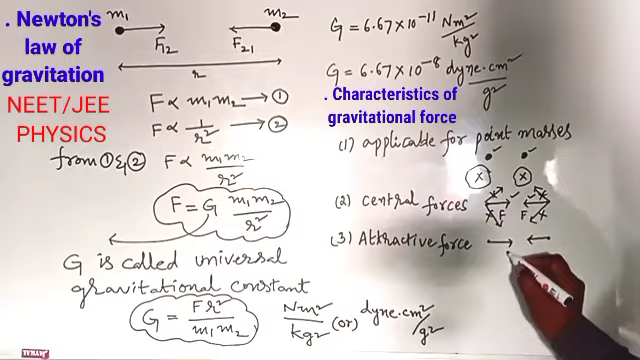 . Newton's
law of
gravitation
NEET/JEE
PHYSICS
m₁ m₂
F₁₂ F₂₁
r
F ∝ m₁m₂ → ①
F ∝ 1/r² → ②
from ① & ② F ∝ m₁m₂/r²
F = G m₁m₂/r²
G is called universal
gravitational constant
G = Fr²/m₁m₂ Nm²/kg² (or) dyne.cm²/g²
G = 6.67×10⁻¹¹ Nm²/kg²
G = 6.67×10⁻⁸ dyne.cm²/g²
. Characteristics of
gravitational force
(1) applicable for point masses
(2) central forces F F
(3) Attractive force